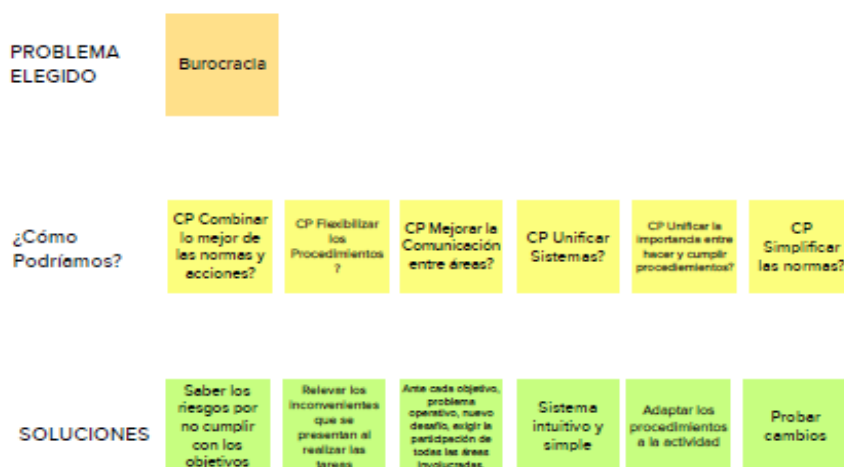 PROBLEMA
ELEGIDO
Burocracia
¿Cómo
Podríamos?
CP Combinar
lo mejor de
las normas y
acciones?
CP Flexibilizar
los
Procedimientos
?
CP Mejorar la
Comunicación
entre áreas?
CP Unificar
Sistemas?
CP Unificar la
importancia entre
hacer y cumplir
procediemientos?
CP
Simplificar
las normas?
SOLUCIONES
Saber los
riesgos por
no cumplir
con los
objetivos
Relevar los
inconvenientes
que se
presentan al
realizar las
tareas
Ante cada objetivo,
problema
operativo, nuevo
desafío, exigir la
participación de
todas las áreas
involucradas
Sistema
intuitivo y
simple
Adaptar los
procedimientos
a la actividad
Probar
cambios